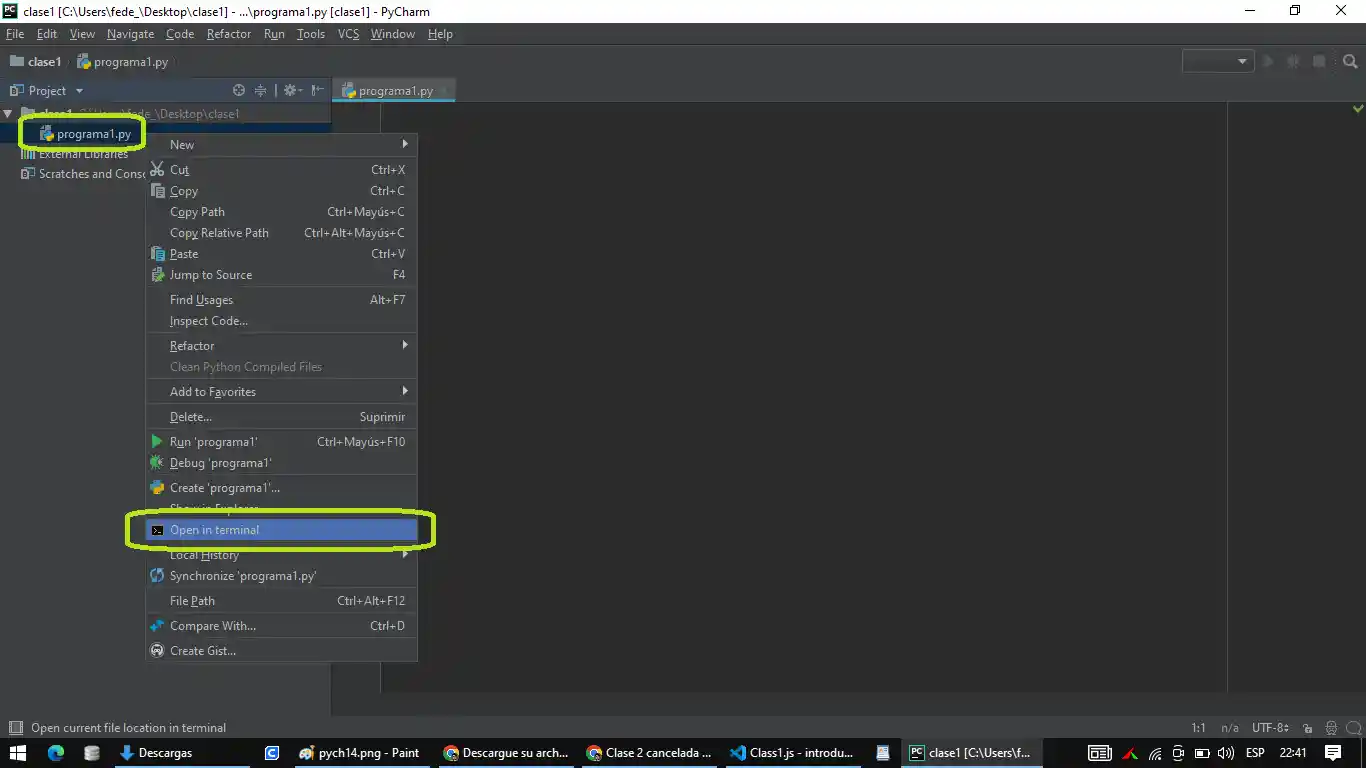 clase1 [C:\Users\fede_\Desktop\clase1] - ...\programa1.py [clase1] - PyCharm
File Edit View Navigate Code Refactor Run Tools VCS Window Help
clase1 programa1.py
Project
programa1.py
clase1 C:\Users\fede_\Desktop\clase1
programa1.py
External Libraries
Scratches and Conso
New
Cut Ctrl+X
Copy Ctrl+C
Copy Path Ctrl+Mayús+C
Copy Relative Path Ctrl+Alt+Mayús+C
Paste Ctrl+V
Jump to Source F4
Find Usages Alt+F7
Inspect Code...
Refactor
Clean Python Compiled Files
Add to Favorites
Delete... Suprimir
Run 'programa1' Ctrl+Mayús+F10
Debug 'programa1'
Create 'programa1'...
Show in Explorer
Open in terminal
Local History
Synchronize 'programa1.py'
File Path Ctrl+Alt+F12
Compare With... Ctrl+D
Create Gist...
Open current file location in terminal 1:1 n/a UTF-8
Descargas pych14.png - Paint Descargue su arch... Clase 2 cancelada ... Class1.js - introdu... clase1 [C:\Users\f... ESP 22:41